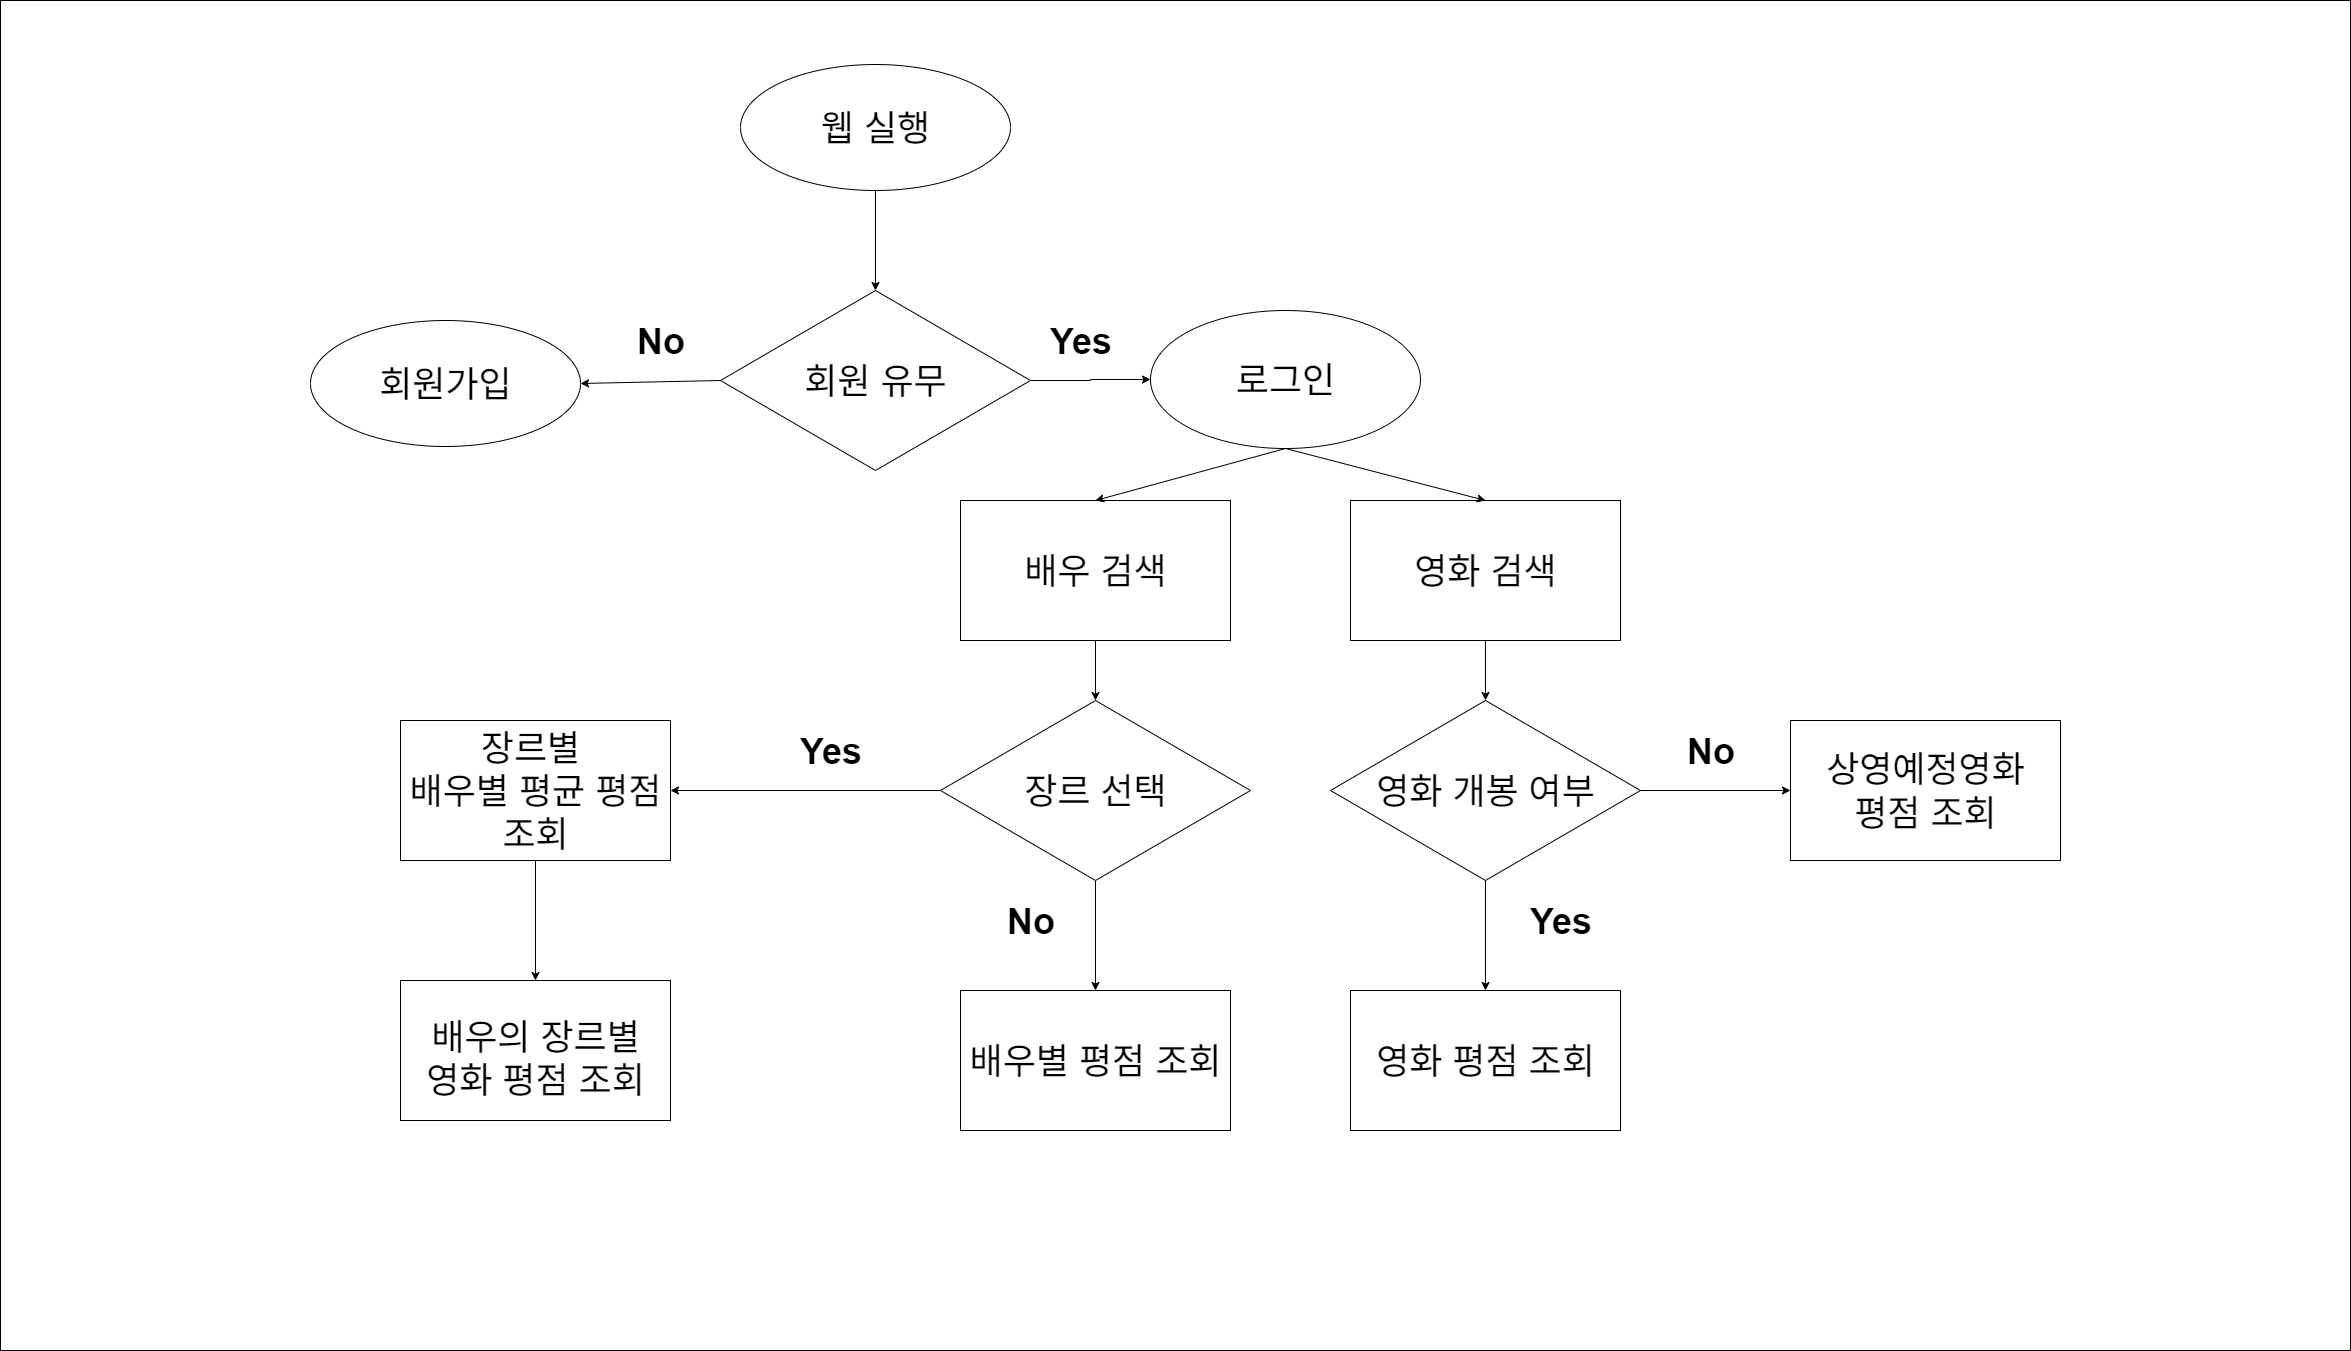 웹 실행
No
Yes
회원가입
회원 유무
로그인
배우 검색
영화 검색
장르별
배우별 평균 평점
조회
Yes
장르 선택
영화 개봉 여부
No
상영예정영화
평점 조회
No
Yes
배우의 장르별
영화 평점 조회
배우별 평점 조회
영화 평점 조회